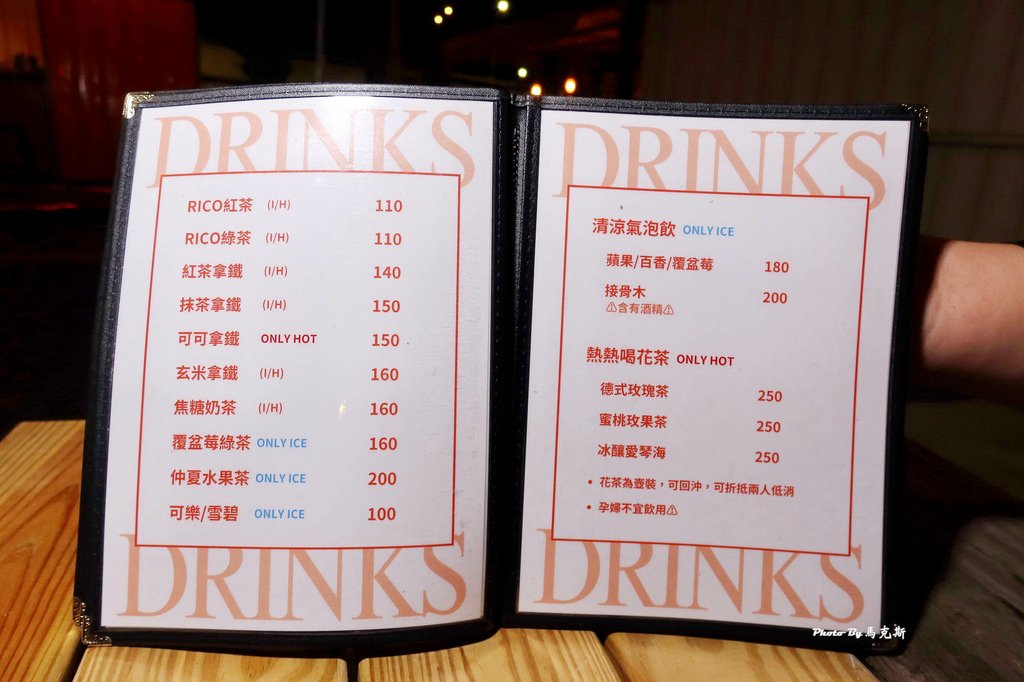 DRINKS
RICO紅茶 (I/H) 110
RICO綠茶 (I/H) 110
紅茶拿鐵 (I/H) 140
抹茶拿鐵 (I/H) 150
可可拿鐵 ONLY HOT 150
玄米拿鐵 (I/H) 160
焦糖奶茶 (I/H) 160
覆盆莓綠茶 ONLY ICE 160
仲夏水果茶 ONLY ICE 200
可樂/雪碧 ONLY ICE 100
DRINKS
DRINKS
清涼氣泡飲 ONLY ICE
蘋果/百香/覆盆莓 180
接骨木 200
⚠含有酒精⚠
熱熱喝花茶 ONLY HOT
德式玫瑰茶 250
蜜桃玫果茶 250
冰釀愛琴海 250
• 花茶為壺裝，可回沖，可折抵兩人低消
• 孕婦不宜飲用⚠
DRINKS
Photo By 馬克斯